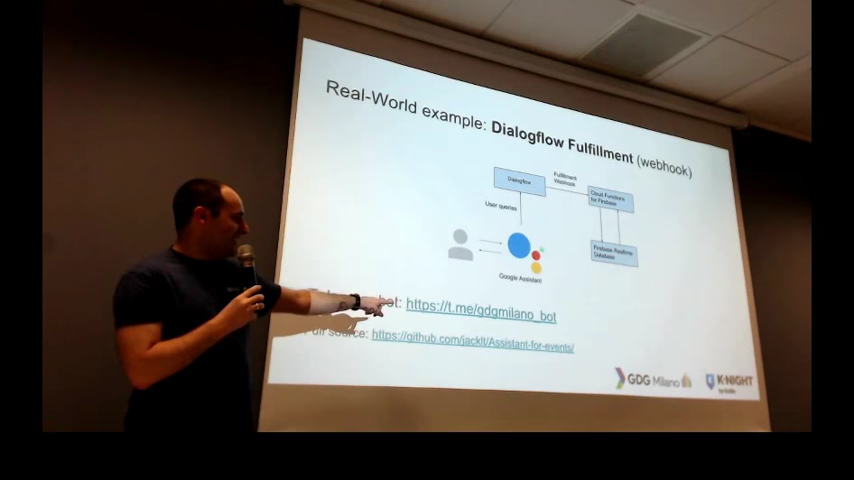 Real-World example: Dialogflow Fulfillment (webhook)
Dialogflow
Fulfillment
Webhook
Cloud Functions
for Firebase
User queries
Firebase Realtime
Database
Google Assistant
https://t.me/gdgmilano_bot
source: https://github.com/jacklt/Assistant-for-events/
GDG Milano
K-NIGHT